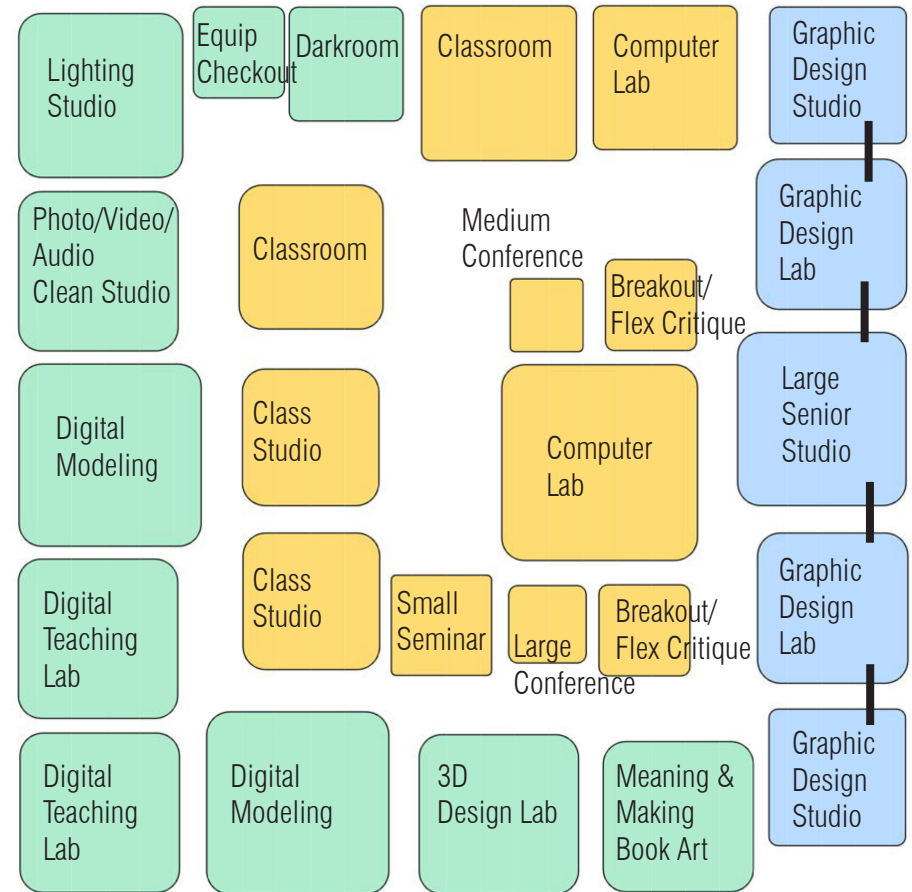 Lighting
Studio
Equip
Checkout
Darkroom
Classroom
Computer
Lab
Graphic
Design
Studio
Photo/Video/
Audio
Clean Studio
Classroom
Medium
Conference
Breakout/
Flex Critique
Graphic
Design
Lab
Digital
Modeling
Class
Studio
Computer
Lab
Large
Senior
Studio
Digital
Teaching
Lab
Class
Studio
Small
Seminar
Large
Conference
Breakout/
Flex Critique
Graphic
Design
Lab
Digital
Teaching
Lab
Digital
Modeling
3D
Design Lab
Meaning &
Making
Book Art
Graphic
Design
Studio